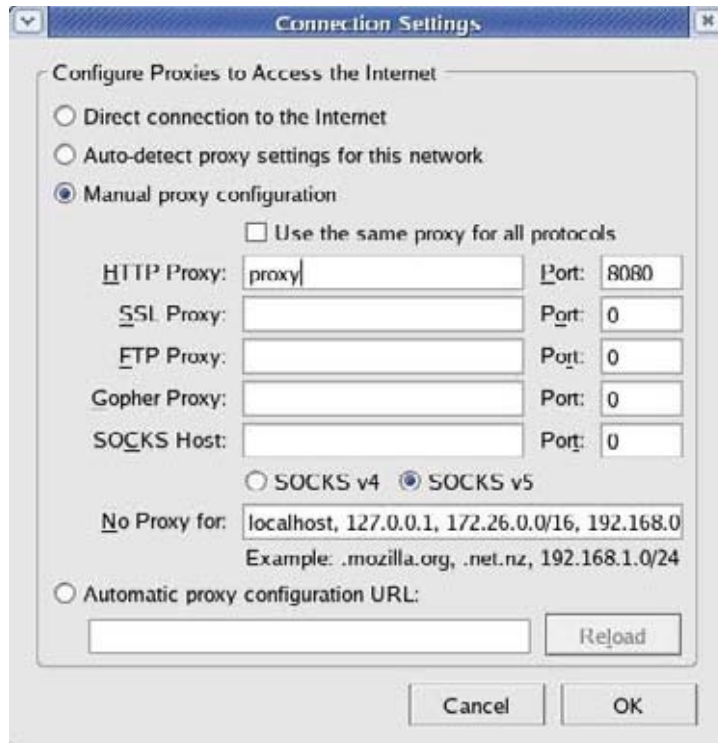 Connection Settings
Configure Proxies to Access the Internet
Direct connection to the Internet
Auto-detect proxy settings for this network
Manual proxy configuration
Use the same proxy for all protocols
HTTP Proxy: proxy Port: 8080
SSL Proxy: Port: 0
FTP Proxy: Port: 0
Gopher Proxy: Port: 0
SOCKS Host: Port: 0
SOCKS v4 SOCKS v5
No Proxy for: localhost, 127.0.0.1, 172.26.0.0/16, 192.168.0
Example: .mozilla.org, .net.nz, 192.168.1.0/24
Automatic proxy configuration URL:
Reload
Cancel OK